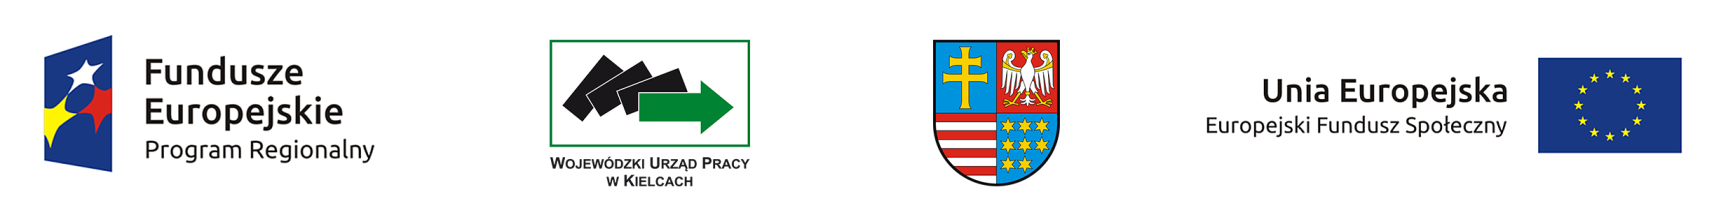 Fundusze
Europejskie
Program Regionalny
WOJEWÓDZKI URZĄD PRACY
W KIELCACH
Unia Europejska
Europejski Fundusz Społeczny